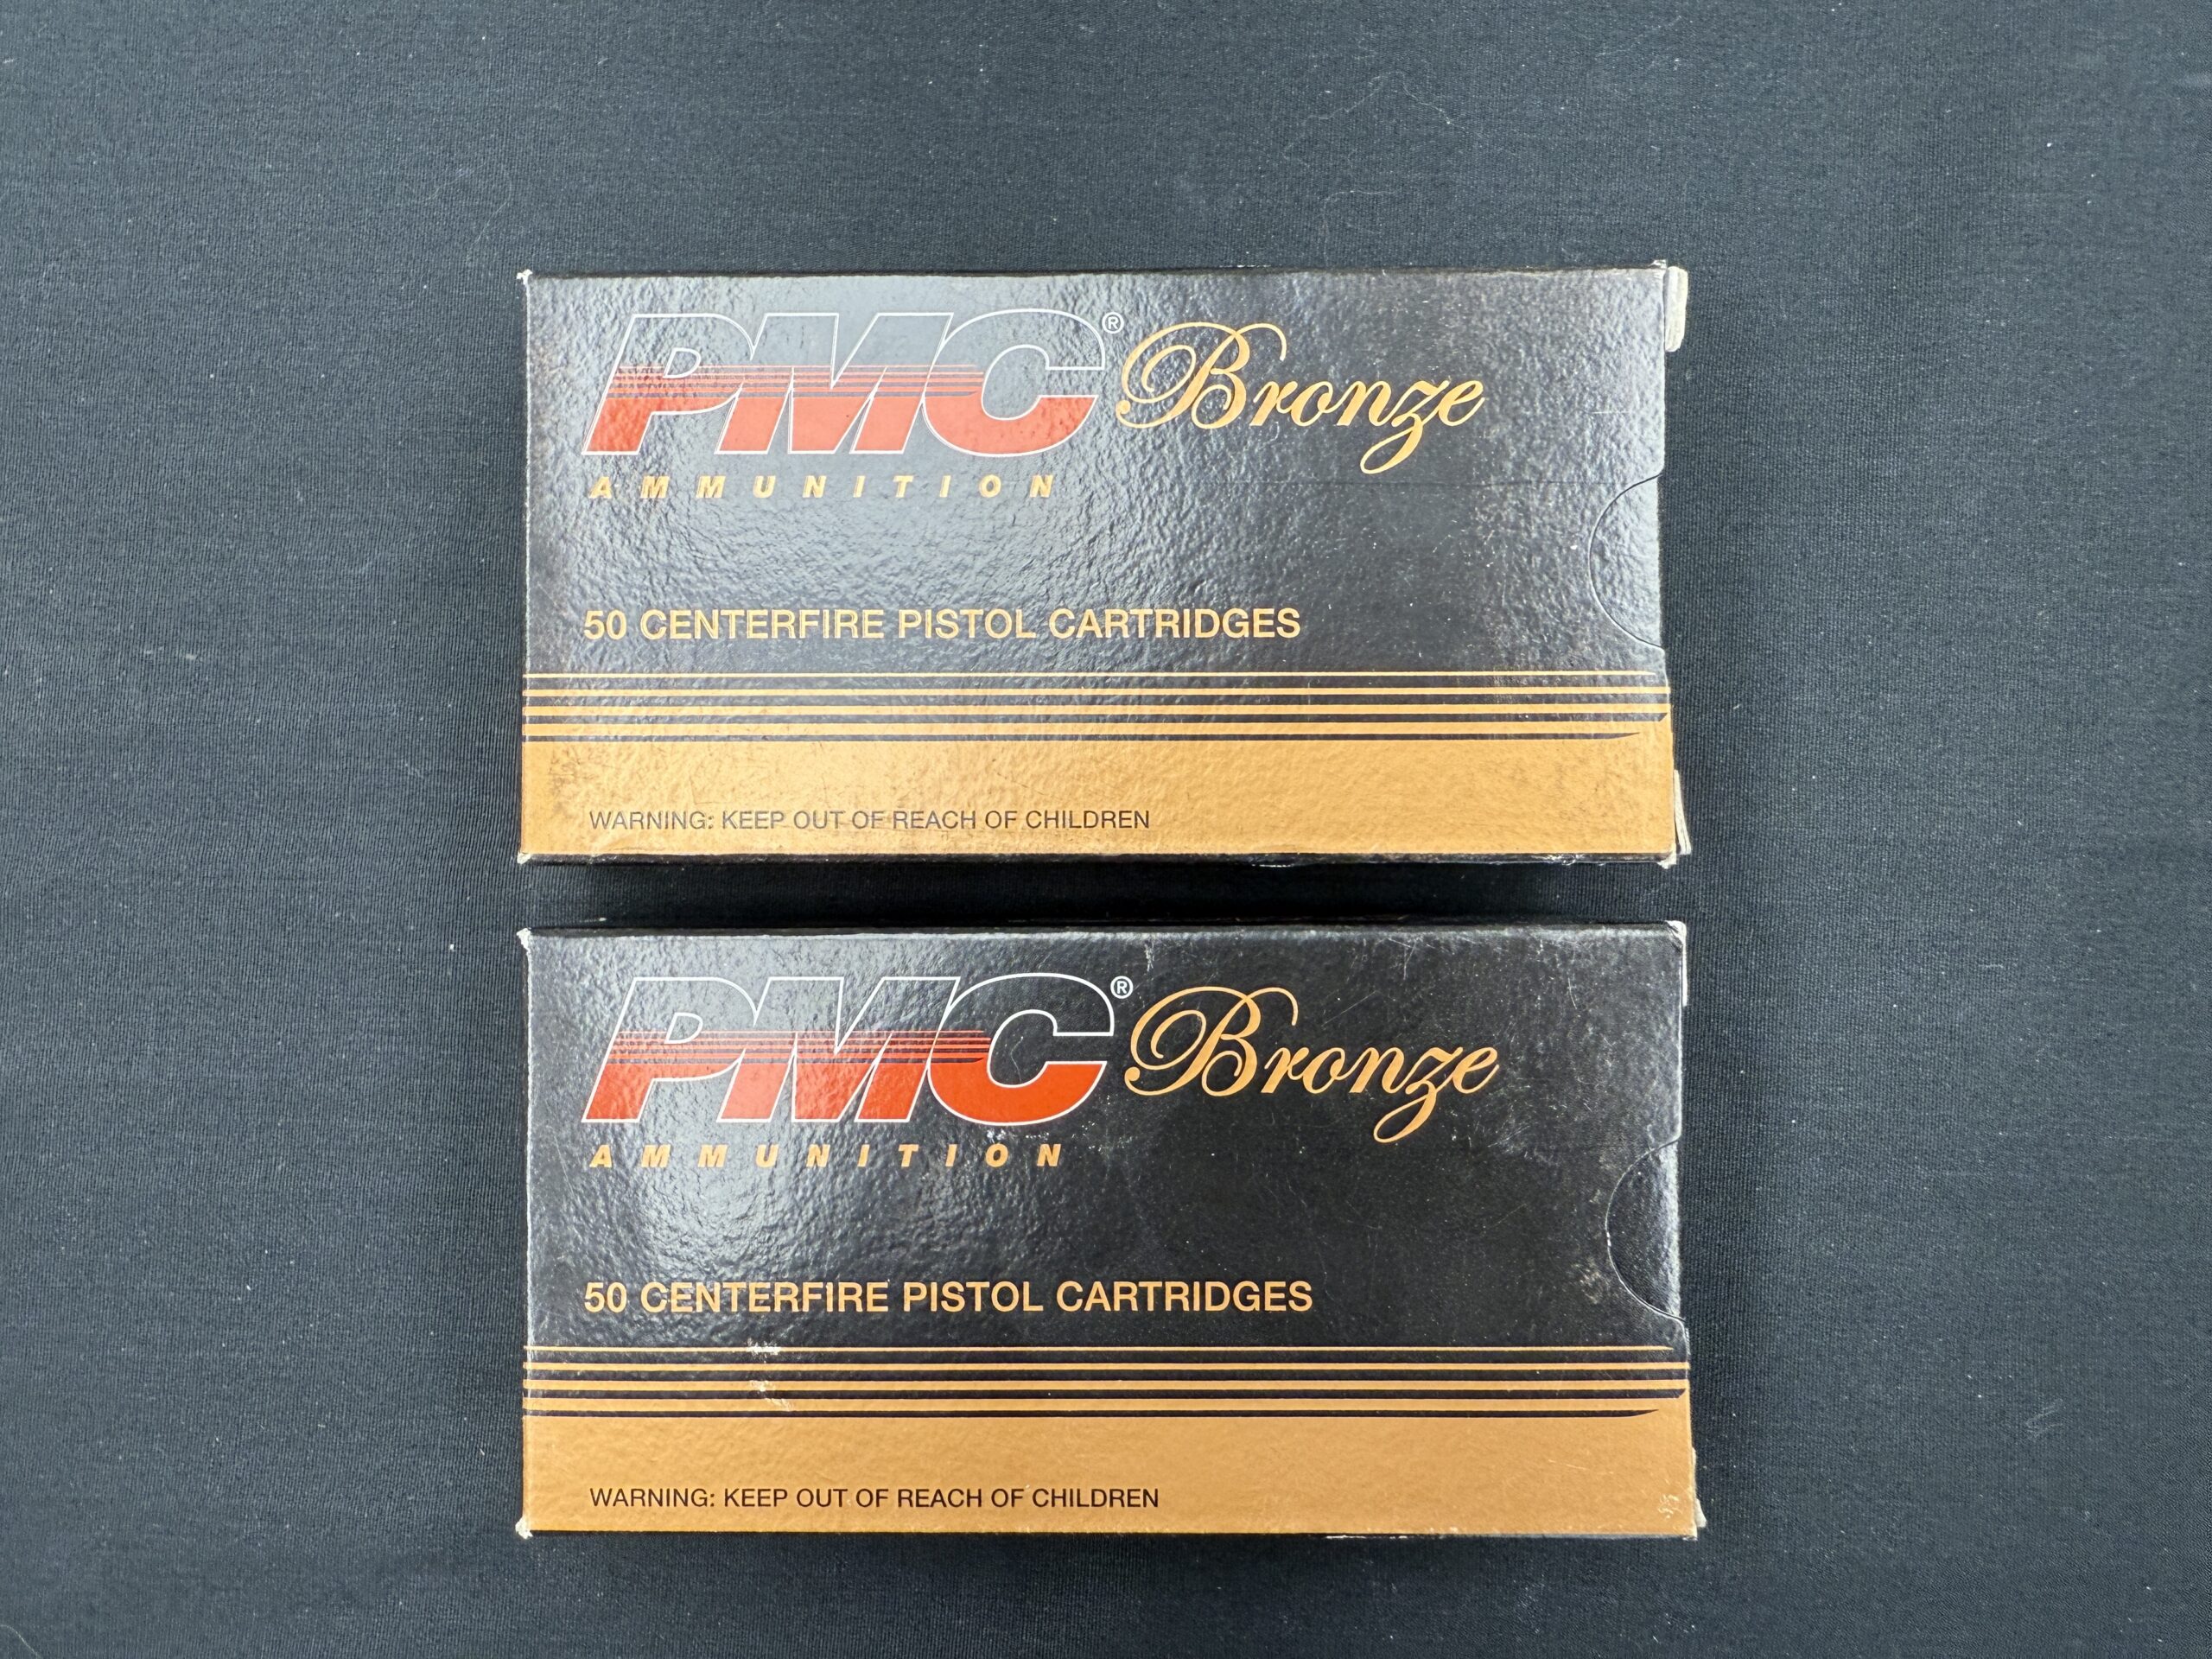 PMC® Bronze
AMMUNITION
50 CENTERFIRE PISTOL CARTRIDGES
WARNING: KEEP OUT OF REACH OF CHILDREN
PMC® Bronze
AMMUNITION
50 CENTERFIRE PISTOL CARTRIDGES
WARNING: KEEP OUT OF REACH OF CHILDREN